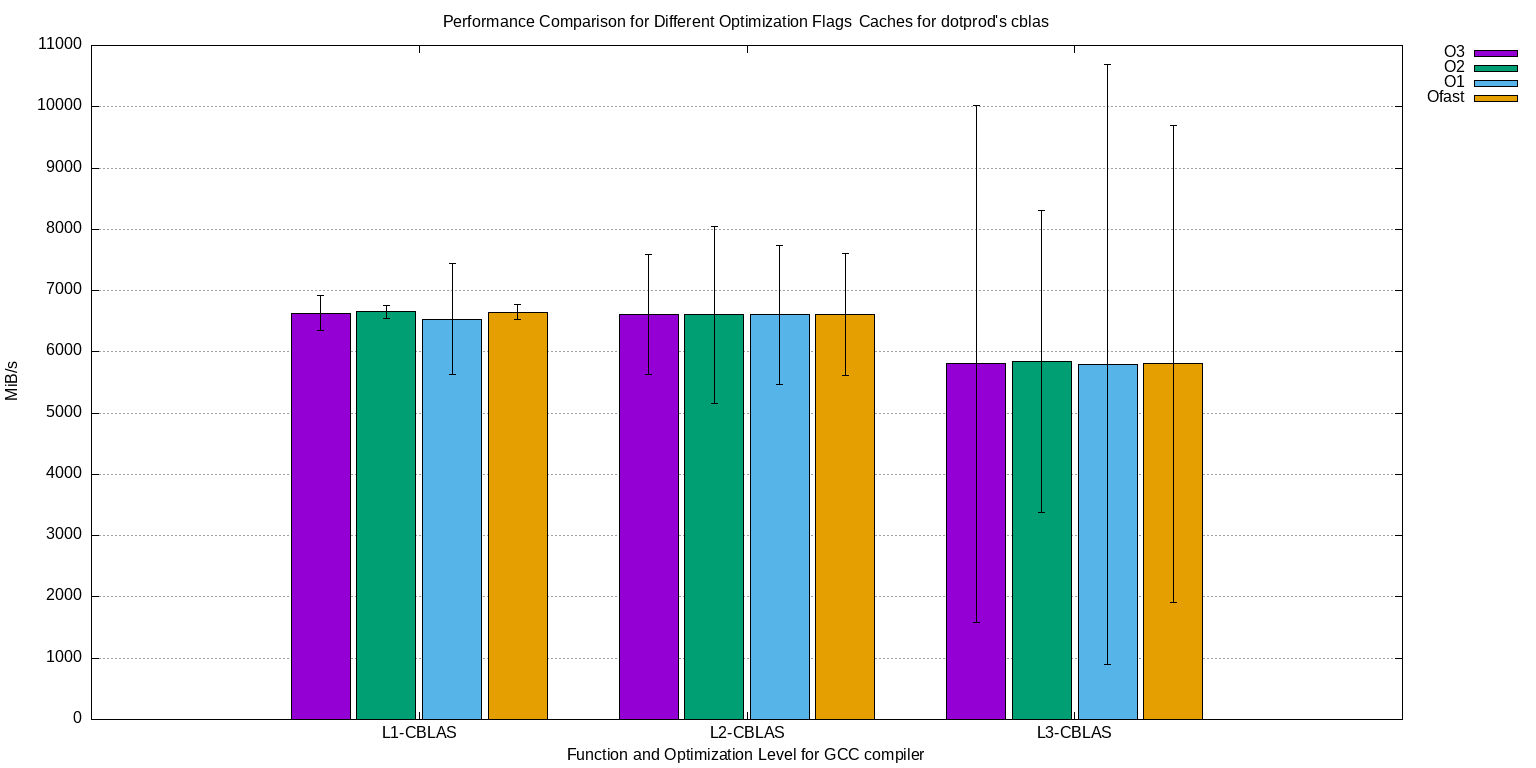 Performance Comparison for Different Optimization Flags  Caches for dotprod's cblas
O3
O2
O1
Ofast
11000
10000
9000
8000
7000
6000
5000
4000
3000
2000
1000
0
MiB/s
L1-CBLAS
L2-CBLAS
L3-CBLAS
Function and Optimization Level for GCC compiler